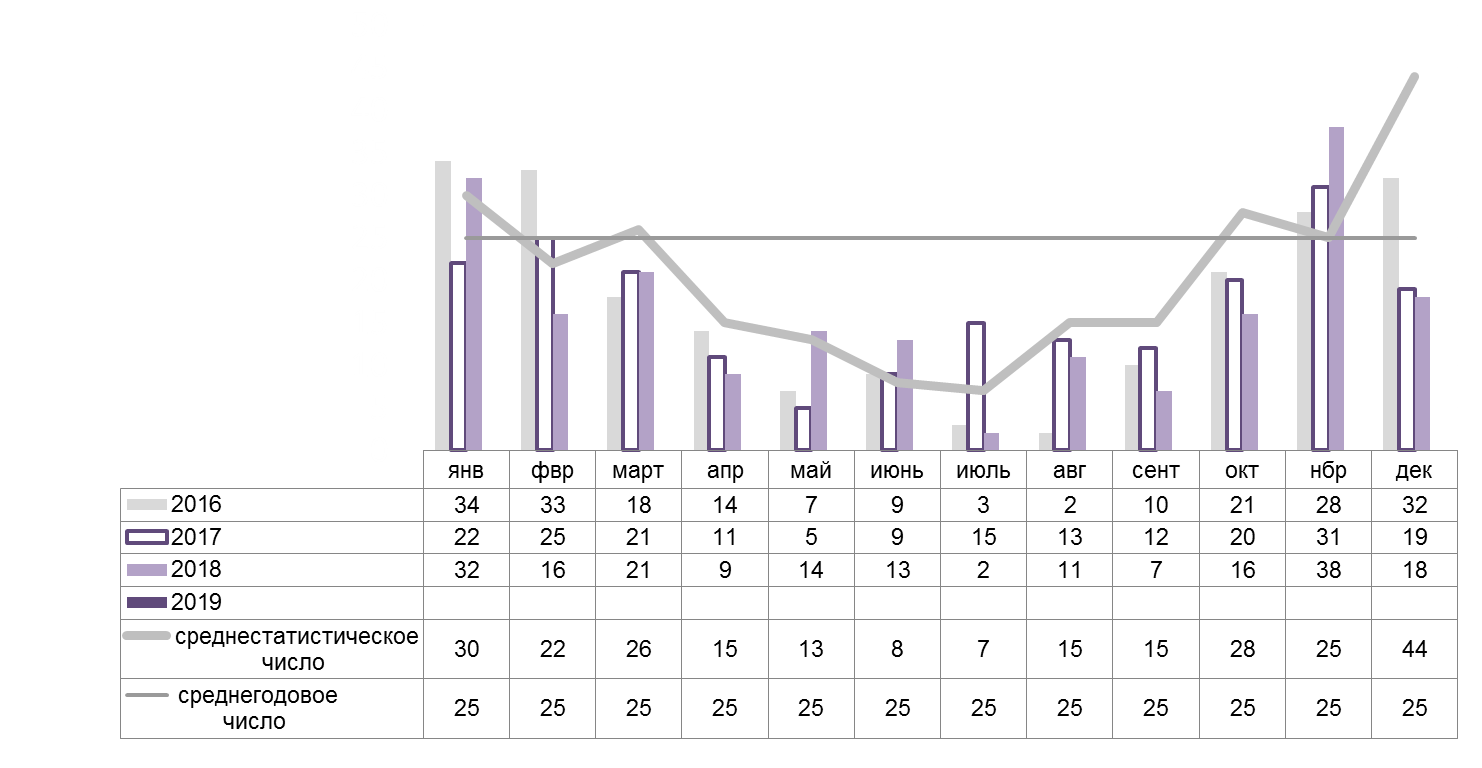 янв фвр март апр май июнь июль авг сент окт нбр дек
2016 34 33 18 14 7 9 3 2 10 21 28 32
2017 22 25 21 11 5 9 15 13 12 20 31 19
2018 32 16 21 9 14 13 2 11 7 16 38 18
2019
среднестатистическое
число 30 22 26 15 13 8 7 15 15 28 25 44
среднегодовое
число 25 25 25 25 25 25 25 25 25 25 25 25